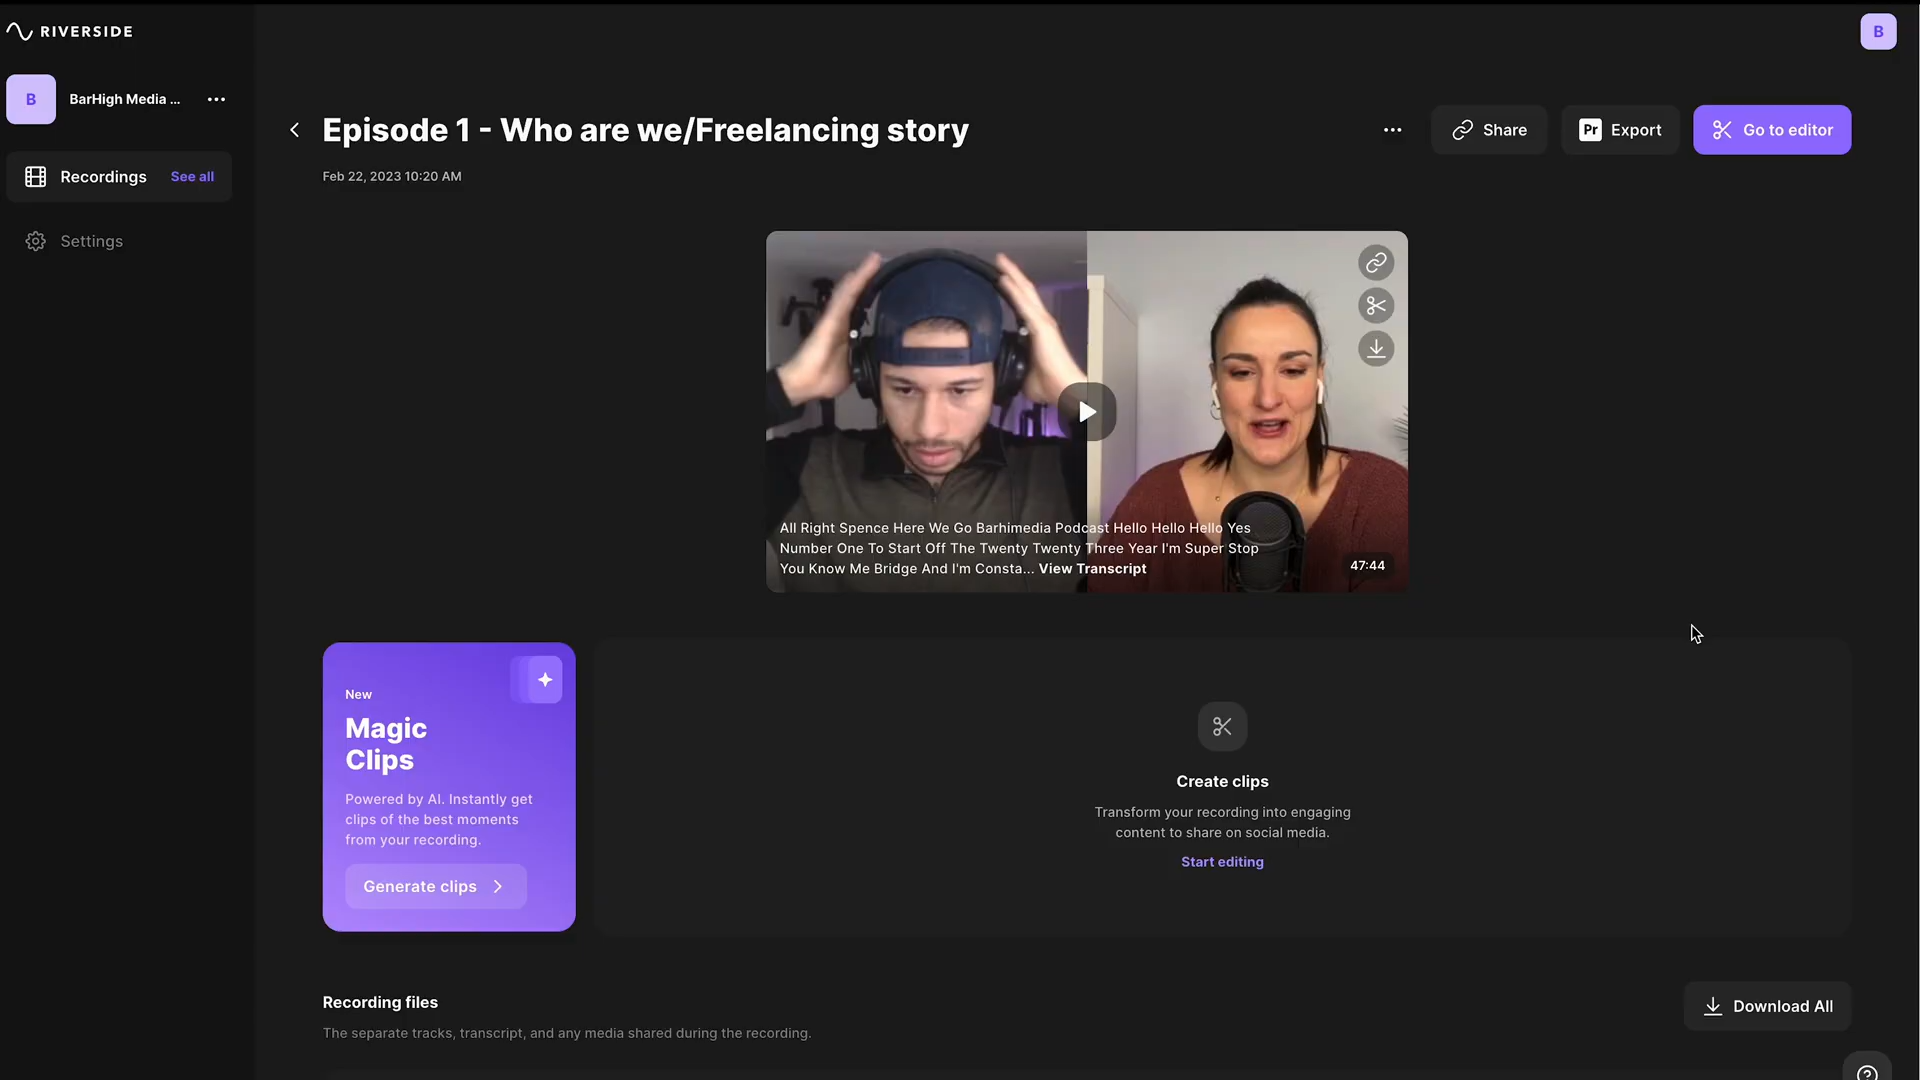 RIVERSIDE
B
B
BarHigh Media ...
Recordings
See all
Settings
Episode 1 - Who are we/Freelancing story
Feb 22, 2023 10:20 AM
Share
Pr
Export
Go to editor
All Right Spence Here We Go Barhimedia Podcast Hello Hello Hello Yes
Number One To Start Off The Twenty Twenty Three Year I'm Super Stop
You Know Me Bridge And I'm Consta... View Transcript
47:44
New
Magic
Clips
Powered by AI. Instantly get
clips of the best moments
from your recording.
Generate clips
Create clips
Transform your recording into engaging
content to share on social media.
Start editing
Recording files
The separate tracks, transcript, and any media shared during the recording.
Download All
?